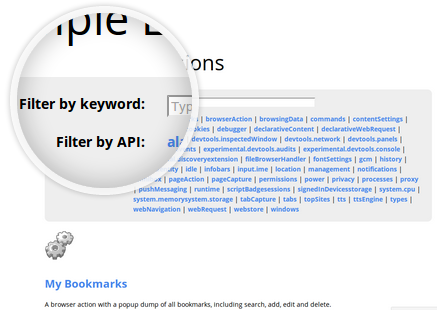 ple
ions
Filter by keyword:
Typ
Filter by API:
al
| browserAction | browsingData | commands | contentSettings |
| debugger | declarativeContent | declarativeWebRequest |
devtools.inspectedWindow | devtools.network | devtools.panels |
| experimental.devtools.audits | experimental.devtools.console |
discoveryextension | fileBrowserHandler | fontSettings | gcm | history |
| idle | infobars | input.ime | location | management | notifications |
| pageAction | pageCapture | permissions | power | privacy | processes | proxy
| pushMessaging | runtime | scriptBadgesessions | signedInDevicesstorage | system.cpu |
system.memorysystem.storage | tabCapture | tabs | topSites | tts | ttsEngine | types |
webNavigation | webRequest | webstore | windows
My Bookmarks
A browser action with a popup dump of all bookmarks, including search, add, edit and delete.